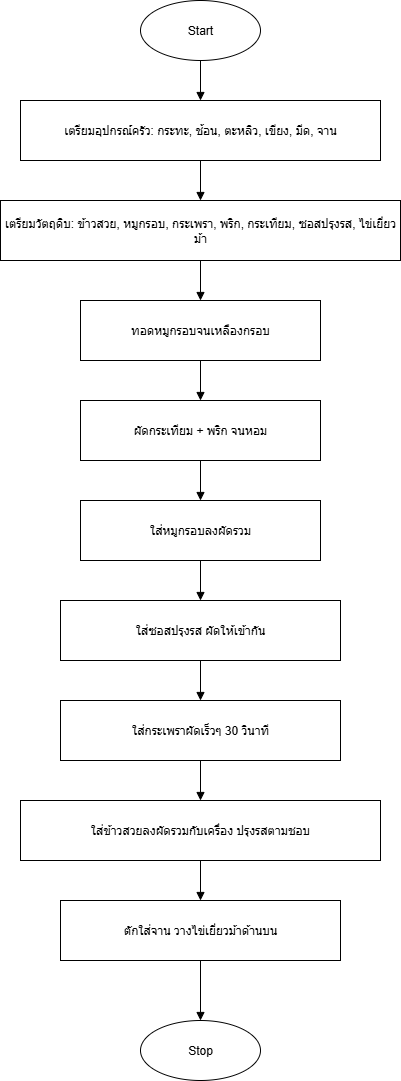 Start
เตรียมอุปกรณ์ครัว: กระทะ, ช้อน, ตะหลิว, เขียง, มีด, จาน
เตรียมวัตถุดิบ: ข้าวสวย, หมูกรอบ, กระเพรา, พริก, กระเทียม, ซอสปรุงรส, ไข่เยี่ยว
ม้า
ทอดหมูกรอบจนเหลืองกรอบ
ผัดกระเทียม + พริก จนหอม
ใส่หมูกรอบลงผัดรวม
ใส่ซอสปรุงรส ผัดให้เข้ากัน
ใส่กระเพราผัดเร็วๆ 30 วินาที
ใส่ข้าวสวยลงผัดรวมกับเครื่อง ปรุงรสตามชอบ
ตักใส่จาน วางไข่เยี่ยวม้าด้านบน
Stop